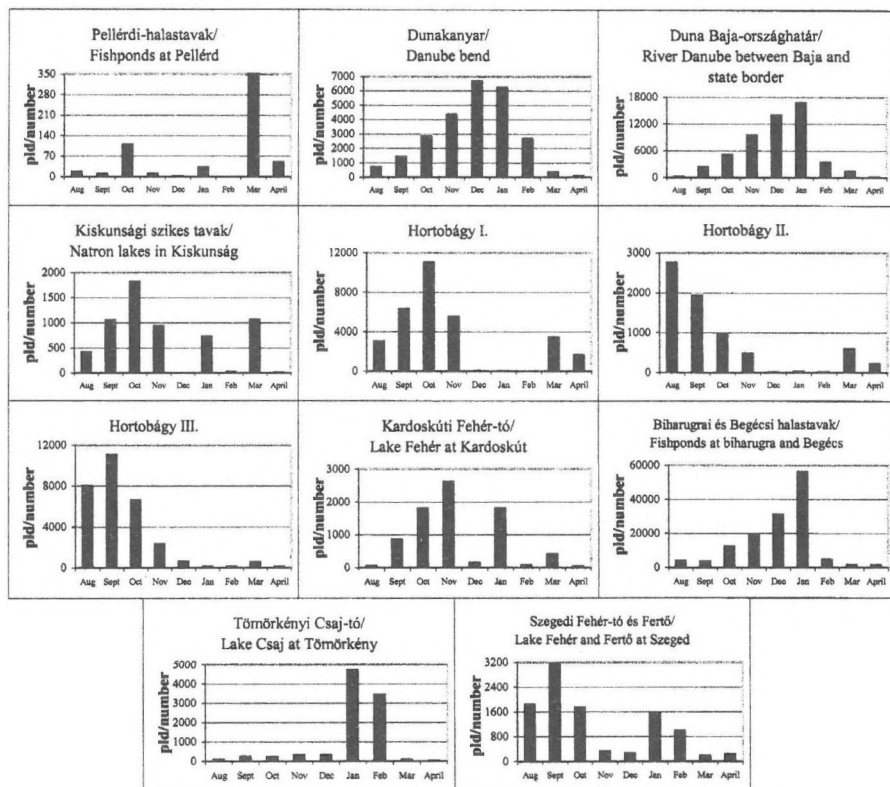 Pellérdi-halastavak/
Fishponds at Pellérd
pld/number
350
280
210
140
70
0
Aug Sept Oct Nov Dec Jan Feb Mar April
Dunakanyar/
Danube bend
pld/number
7000
6000
5000
4000
3000
2000
1000
0
Aug Sept Oct Nov Dec Jan Feb Mar April
Duna Baja-országhatár/
River Danube between Baja and
state border
pld/number
18000
12000
6000
0
Aug Sept Oct Nov Dec Jan Feb Mar April
Kiskunsági szikes tavak/
Natron lakes in Kiskunság
pld/number
2000
1500
1000
500
0
Aug Sept Oct Nov Dec Jan Feb Mar April
Hortobágy I.
pld/number
12000
8000
4000
0
Aug Sept Oct Nov Dec Jan Feb Mar April
Hortobágy II.
pld/number
3000
2000
1000
0
Aug Sept Oct Nov Dec Jan Feb Mar April
Hortobágy III.
pld/number
12000
8000
4000
0
Aug Sept Oct Nov Dec Jan Feb Mar April
Kardoskúti Fehér-tó/
Lake Fehér at Kardoskút
pld/number
3000
2000
1000
0
Aug Sept Oct Nov Dec Jan Feb Mar April
Biharugrai és Begécsi halastavak/
Fishponds at biharugra and Begécs
pld/number
60000
40000
20000
0
Aug Sept Oct Nov Dec Jan Feb Mar April
Tömörkényi Csaj-tó/
Lake Csaj at Tömörkény
pld/number
5000
4000
3000
2000
1000
0
Aug Sept Oct Nov Dec Jan Feb Mar April
Szegedi Fehér-tó és Fertő/
Lake Fehér and Fertő at Szeged
pld/number
3200
2400
1600
800
0
Aug Sept Oct Nov Dec Jan Feb Mar April